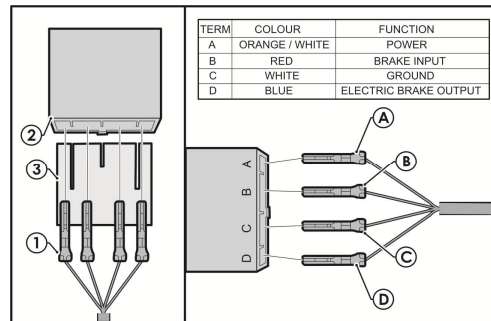 TERM COLOUR FUNCTION
A ORANGE / WHITE POWER
B RED BRAKE INPUT
C WHITE GROUND
D BLUE ELECTRIC BRAKE OUTPUT
2
3
1
A
B
C
D
A
B
C
D